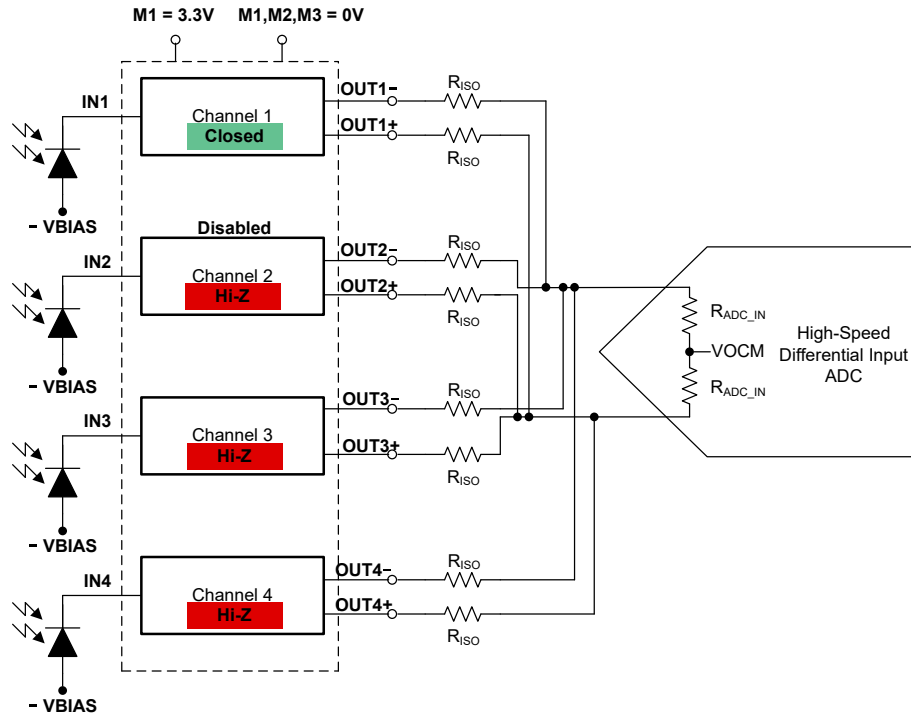 M1 = 3.3V
M1,M2,M3 = 0V
IN1
Channel 1
Closed
OUT1−
OUT1+
RISO
RISO
− VBIAS
Disabled
IN2
Channel 2
Hi-Z
OUT2−
OUT2+
RISO
RISO
− VBIAS
RADC_IN
VOCM
RADC_IN
High-Speed
Differential Input
ADC
IN3
Channel 3
Hi-Z
OUT3−
OUT3+
RISO
RISO
− VBIAS
IN4
Channel 4
Hi-Z
OUT4−
OUT4+
RISO
RISO
− VBIAS